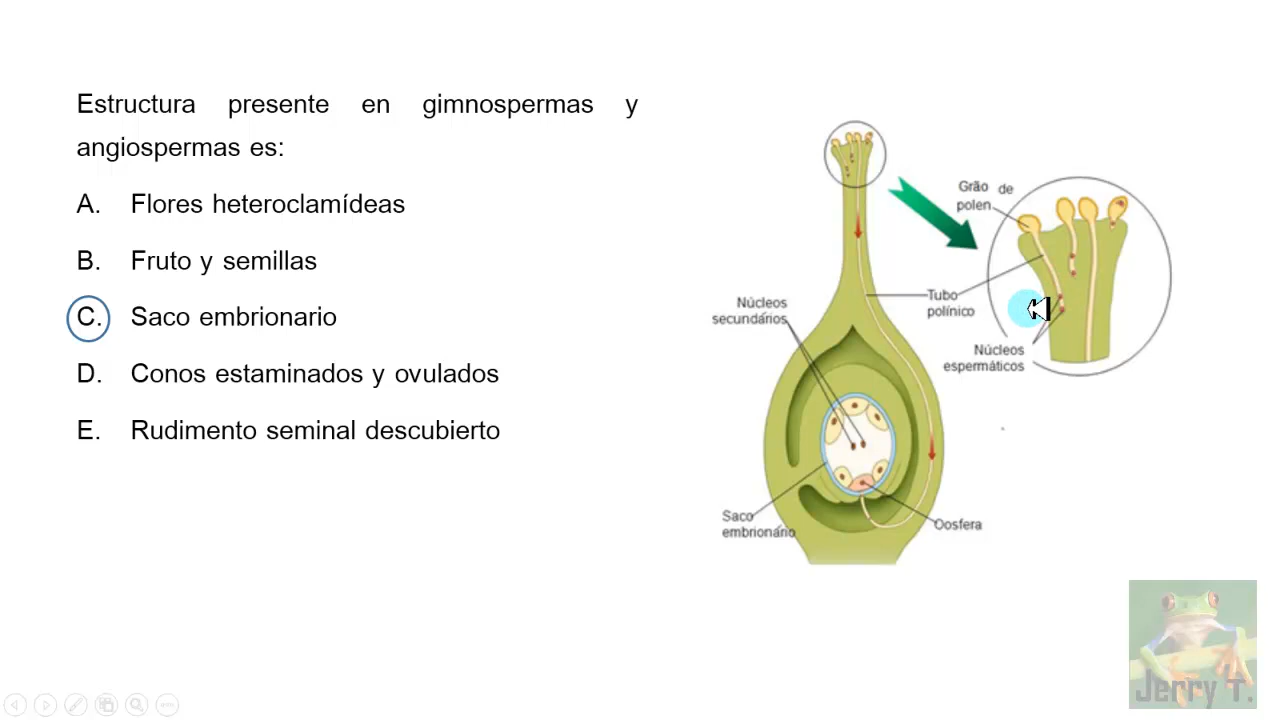 Estructura presente en gimnospermas y
angiospermas es:
A. Flores heteroclamídeas
B. Fruto y semillas
C. Saco embrionario
D. Conos estaminados y ovulados
E. Rudimento seminal descubierto
Grão de
polen
Núcleos
secundários
Tubo
polínico
Núcleos
espermáticos
Saco
embrionário
Oosfera
Jerry T.